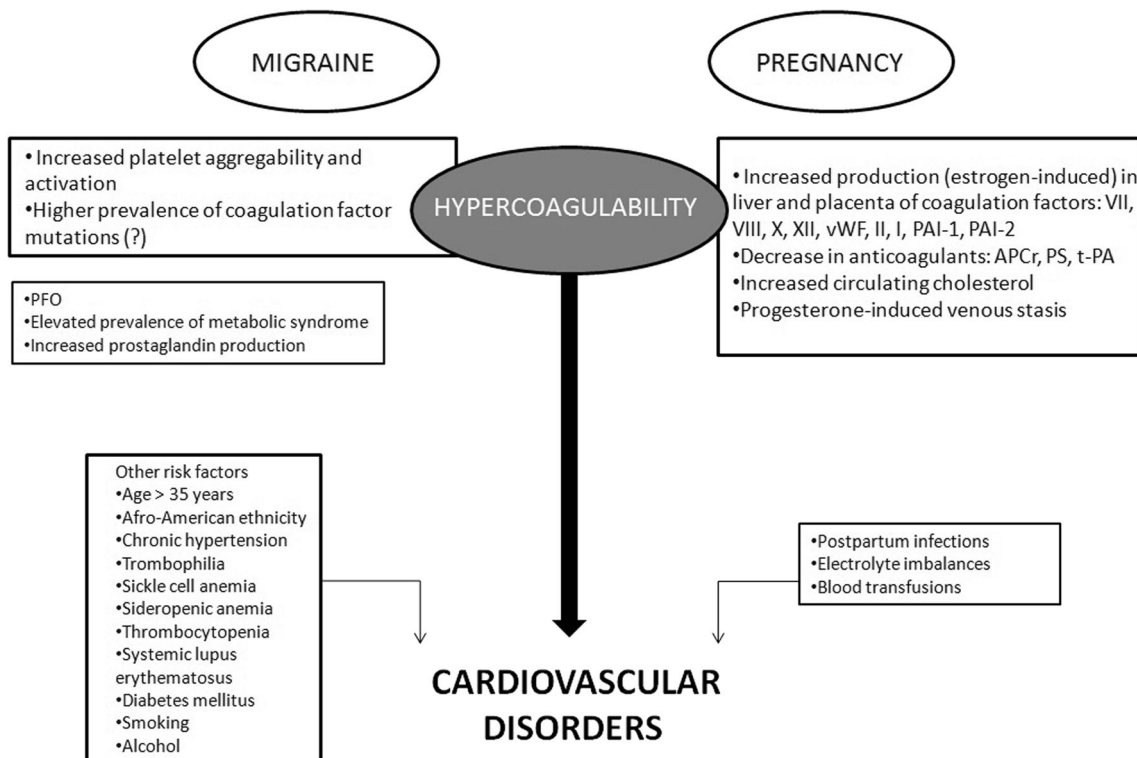 MIGRAINE
PREGNANCY
• Increased platelet aggregability and
activation
•Higher prevalence of coagulation factor
mutations (?)
HYPERCOAGULABILITY
•Increased production (estrogen-induced) in
liver and placenta of coagulation factors: VII,
VIII, X, XII, vWF, II, I, PAI-1, PAI-2
•Decrease in anticoagulants: APCr, PS, t-PA
•Increased circulating cholesterol
•Progesterone-induced venous stasis
•PFO
•Elevated prevalence of metabolic syndrome
•Increased prostaglandin production
Other risk factors
•Age > 35 years
•Afro-American ethnicity
•Chronic hypertension
•Trombophilia
•Sickle cell anemia
•Sideropenic anemia
•Thrombocytopenia
•Systemic lupus
erythematosus
•Diabetes mellitus
•Smoking
•Alcohol
•Postpartum infections
•Electrolyte imbalances
•Blood transfusions
CARDIOVASCULAR
DISORDERS